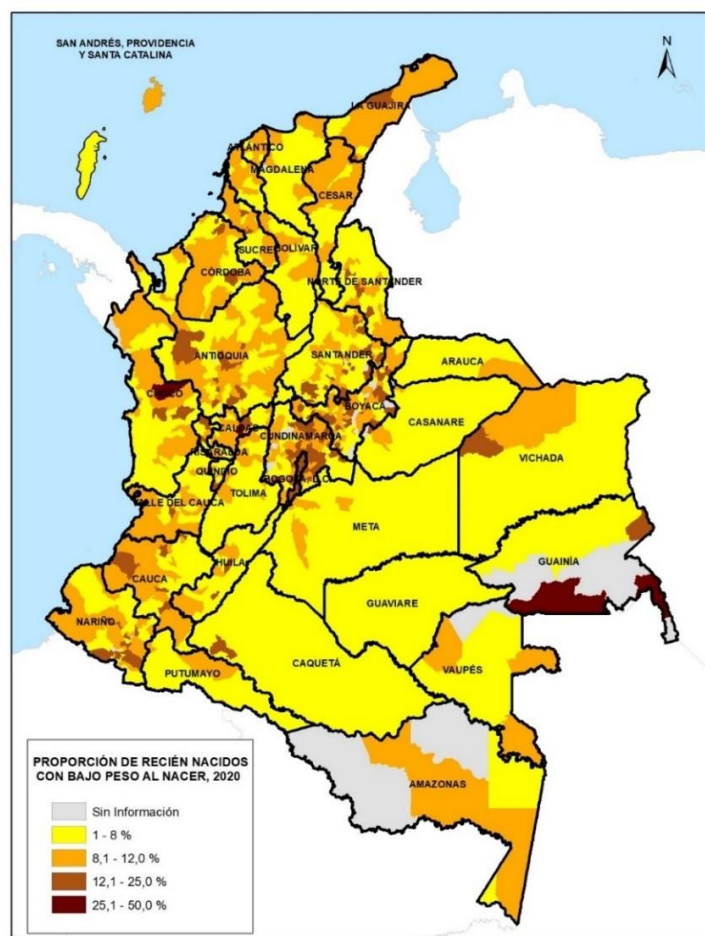 SAN ANDRÉS, PROVIDENCIA
Y SANTA CATALINA
N
LA GUAJIRA
ATLÁNTICO
MAGDALENA
CESAR
SUCRE
BOLÍVAR
CÓRDOBA
NORTE DE SANTANDER
ANTIOQUIA
SANTANDER
ARAUCA
CHOCÓ
BOYACÁ
CASANARE
CALDAS
CUNDINAMARCA
VICHADA
RISARALDA
QUINDÍO
BOGOTÁ, D.C.
TOLIMA
VALLE DEL CAUCA
META
GUAINÍA
HUILA
CAUCA
GUAVIARE
NARIÑO
CAQUETÁ
VAUPÉS
PUTUMAYO
AMAZONAS
PROPORCIÓN DE RECIÉN NACIDOS
CON BAJO PESO AL NACER, 2020
Sin Información
1 - 8 %
8,1 - 12,0 %
12,1 - 25,0 %
25,1 - 50,0 %